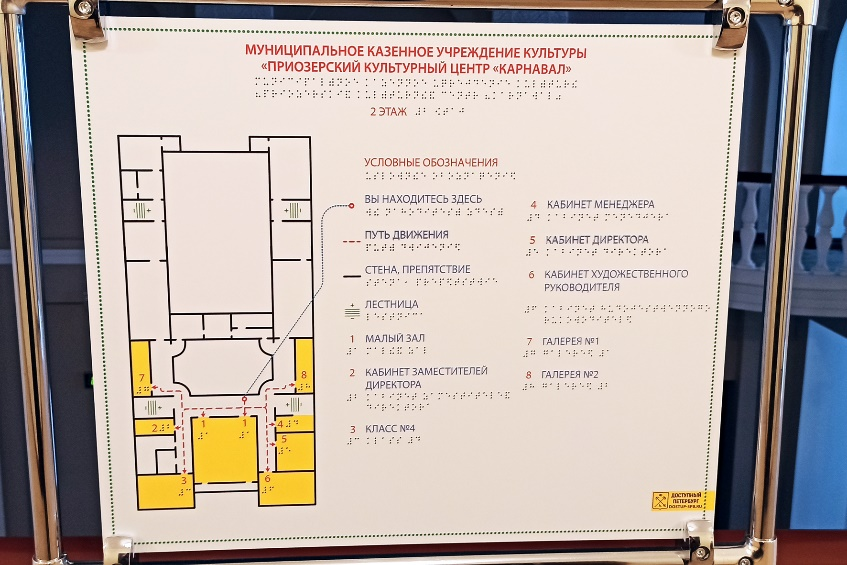 МУНИЦИПАЛЬНОЕ КАЗЕННОЕ УЧРЕЖДЕНИЕ КУЛЬТУРЫ
«ПРИОЗЕРСКИЙ КУЛЬТУРНЫЙ ЦЕНТР «КАРНАВАЛ»
2 ЭТАЖ
УСЛОВНЫЕ ОБОЗНАЧЕНИЯ
ВЫ НАХОДИТЕСЬ ЗДЕСЬ
ПУТЬ ДВИЖЕНИЯ
СТЕНА, ПРЕПЯТСТВИЕ
ЛЕСТНИЦА
1 МАЛЫЙ ЗАЛ
2 КАБИНЕТ ЗАМЕСТИТЕЛЕЙ
ДИРЕКТОРА
3 КЛАСС №4
4 КАБИНЕТ МЕНЕДЖЕРА
5 КАБИНЕТ ДИРЕКТОРА
6 КАБИНЕТ ХУДОЖЕСТВЕННОГО
РУКОВОДИТЕЛЯ
7 ГАЛЕРЕЯ №1
8 ГАЛЕРЕЯ №2
7
8
2
1
1
4
5
3
6
ДОСТУПНЫЙ
ПЕТЕРБУРГ
DOSTUP-SPB.RU